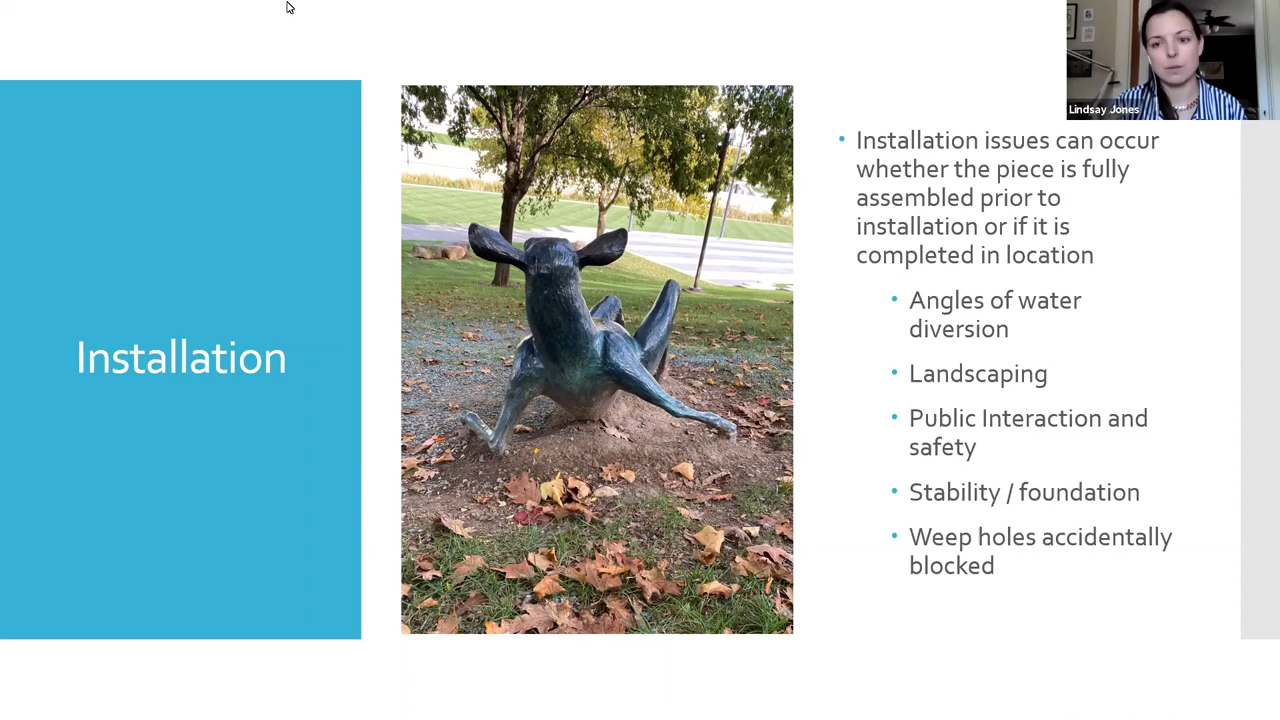 Lindsay Jones
Installation
Installation issues can occur
whether the piece is fully
assembled prior to
installation or if it is
completed in location
Angles of water
diversion
Landscaping
Public Interaction and
safety
Stability / foundation
Weep holes accidentally
blocked